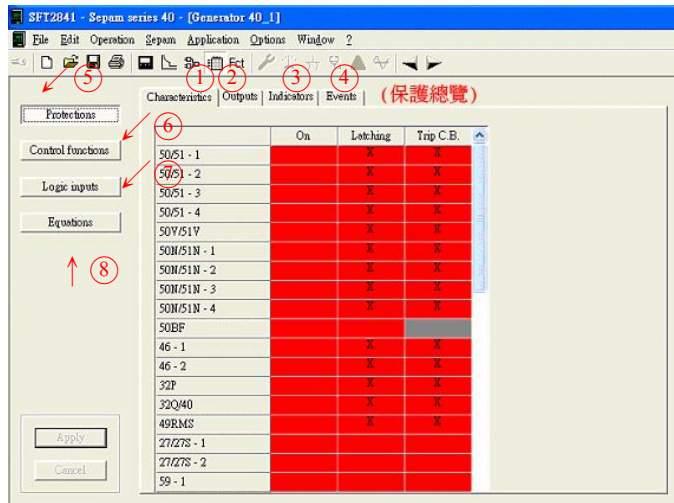 SFT2841 - Sepam series 40 - [Generator 40_1]
File Edit Operation Sepam Application Options Window ?
Fct
⑤ ① ② ③ ④
Characteristics Outputs Indicators Events (保護總覽)
Protections
Control functions
Logic inputs
Equations
⑥
⑦
⑧
On Latching Trip C.B.
50/51 - 1 X X
50/51 - 2 X X
50/51 - 3 X X
50/51 - 4 X X
50V/51V X X
50N/51N - 1 X X
50N/51N - 2 X X
50N/51N - 3 X X
50N/51N - 4 X X
50BF
46 - 1 X X
46 - 2 X X
32P X X
32Q/40 X X
49RMS X X
27/27S - 1
27/27S - 2
59 - 1
Apply
Cancel